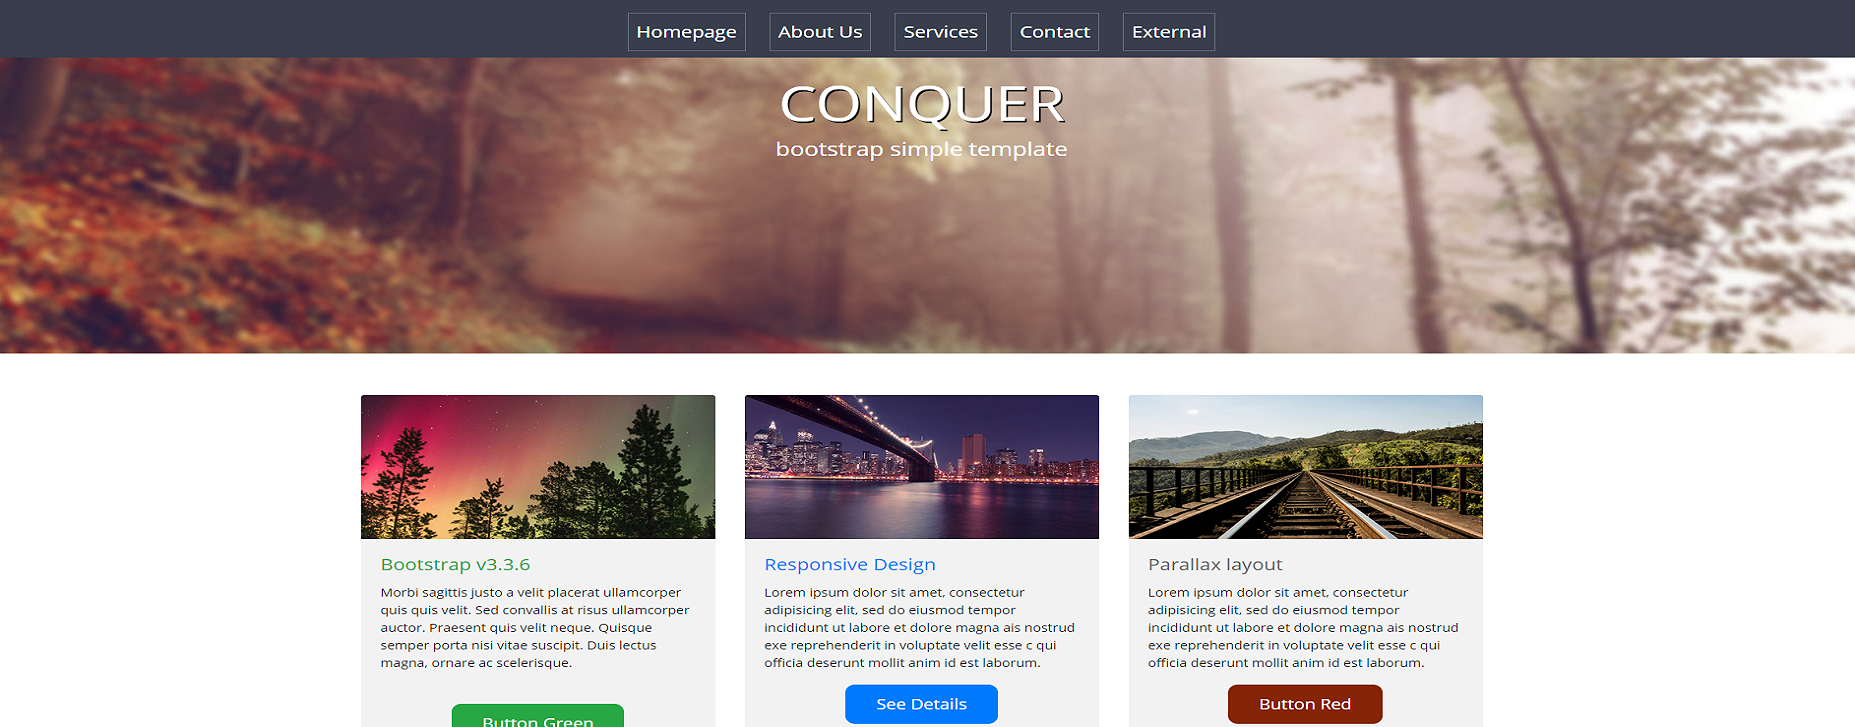 Homepage About Us Services Contact External
CONQUER
bootstrap simple template
Bootstrap v3.3.6
Morbi sagittis justo a velit placerat ullamcorper
quis quis velit. Sed convallis at risus ullamcorper
auctor. Praesent quis velit neque. Quisque
semper porta nisi vitae suscipit. Duis lectus
magna, ornare ac scelerisque.
Button Green
Responsive Design
Lorem ipsum dolor sit amet, consectetur
adipisicing elit, sed do eiusmod tempor
incididunt ut labore et dolore magna ais nostrud
exe reprehenderit in voluptate velit esse c qui
officia deserunt mollit anim id est laborum.
See Details
Parallax layout
Lorem ipsum dolor sit amet, consectetur
adipisicing elit, sed do eiusmod tempor
incididunt ut labore et dolore magna ais nostrud
exe reprehenderit in voluptate velit esse c qui
officia deserunt mollit anim id est laborum.
Button Red